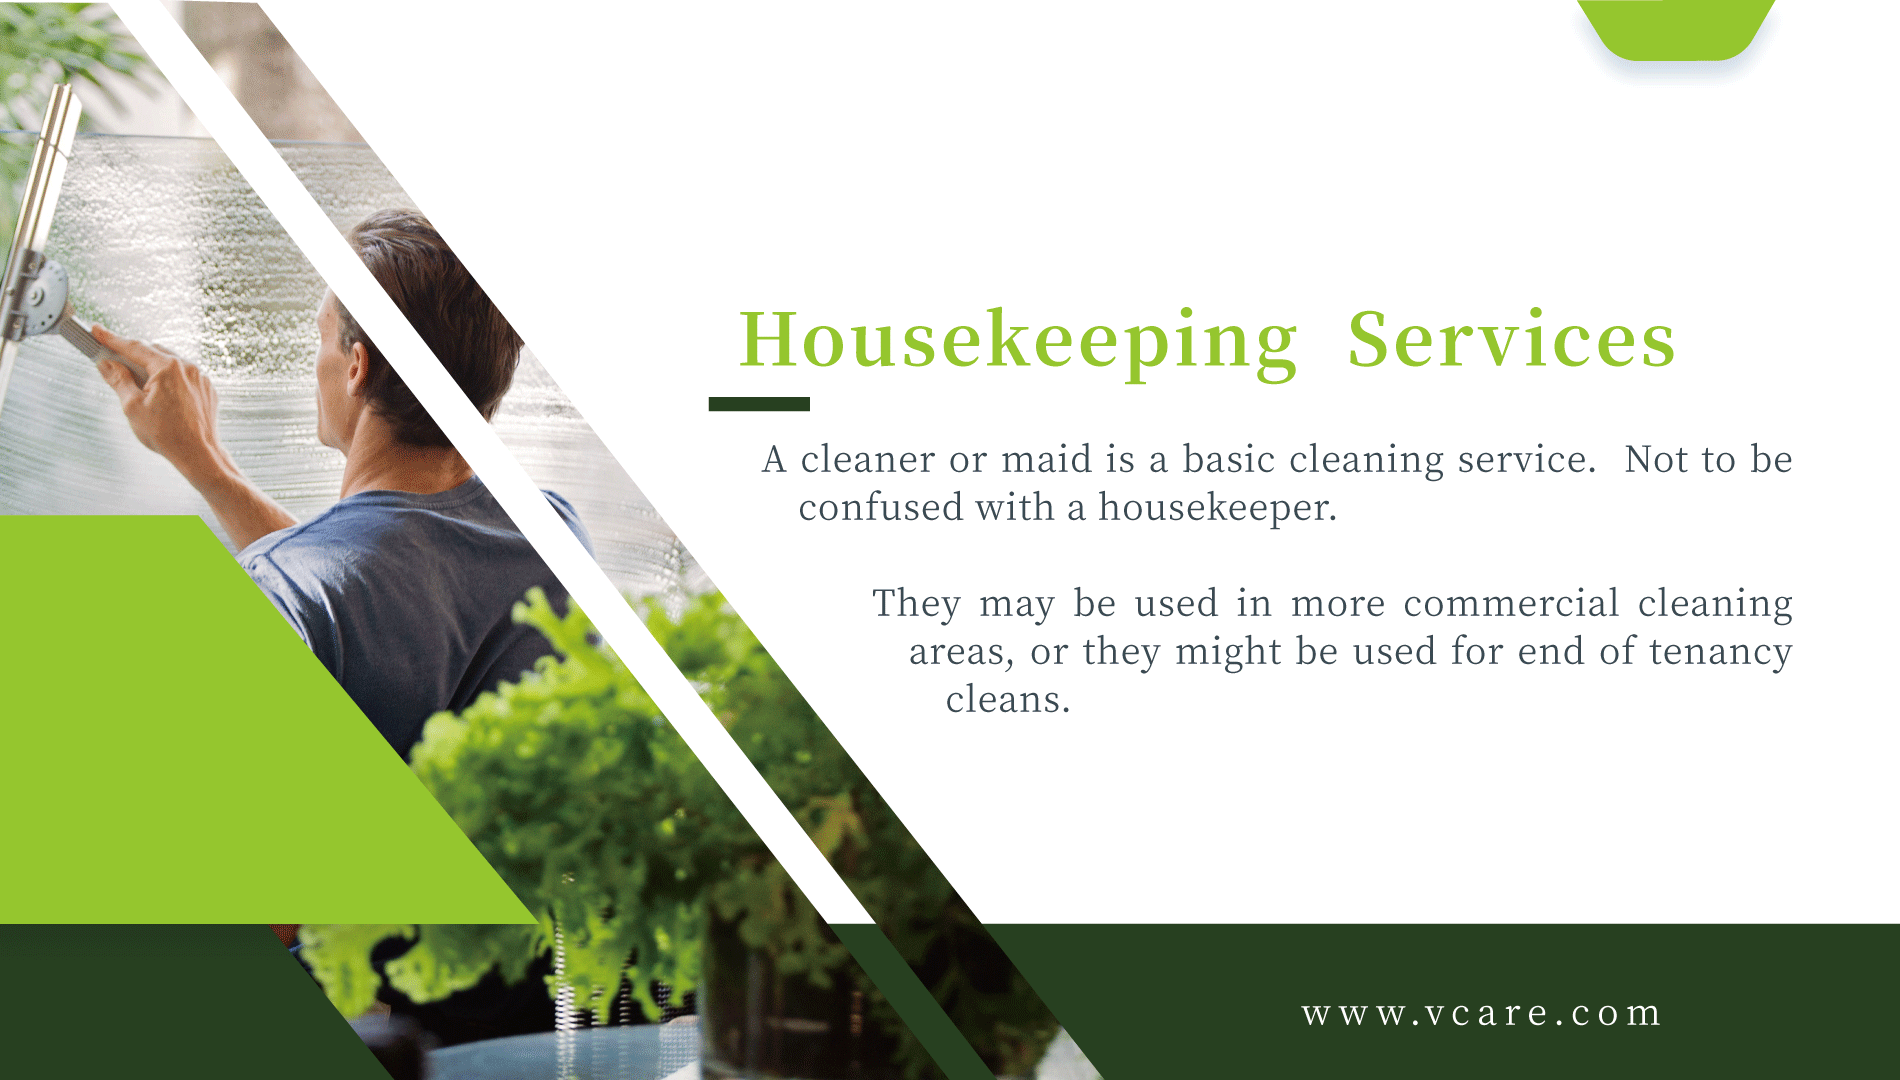 Housekeeping Services
A cleaner or maid is a basic cleaning service. Not to be
confused with a housekeeper.
They may be used in more commercial cleaning
areas, or they might be used for end of tenancy
cleans.
www.vcare.com